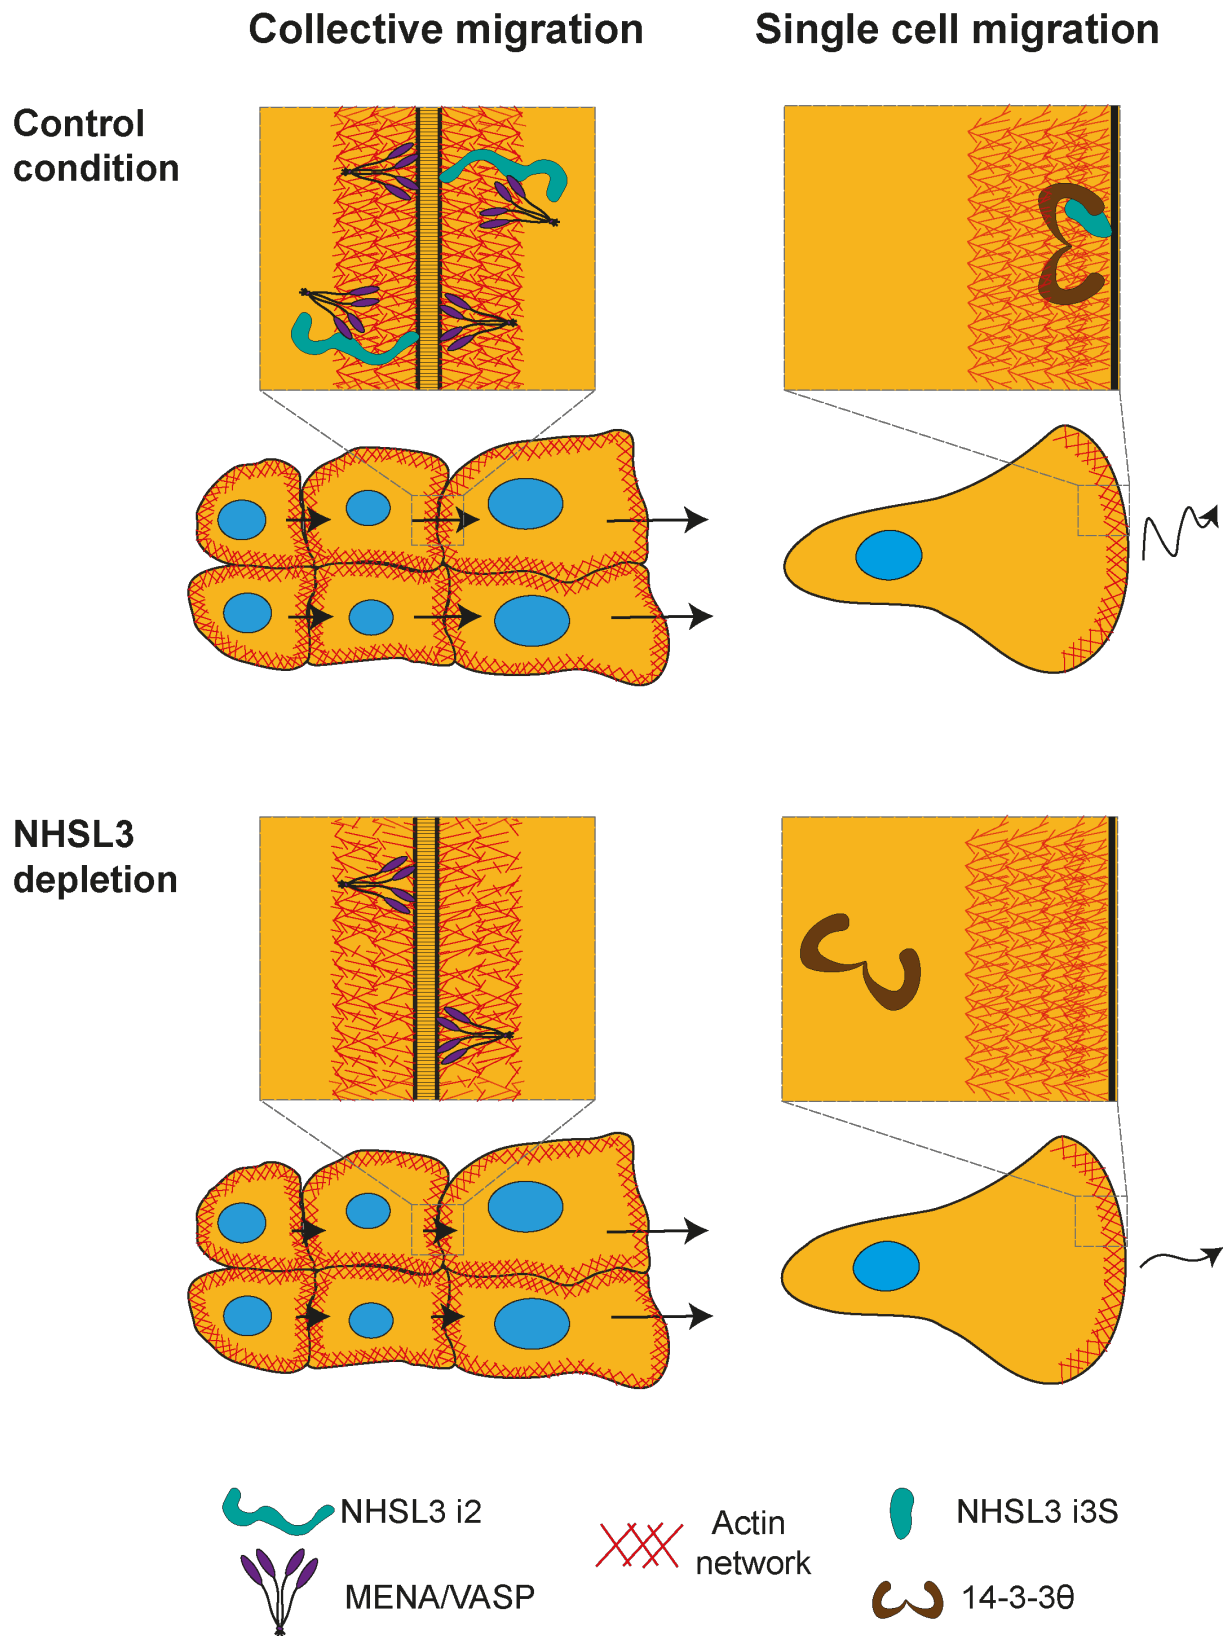 Collective migration
Single cell migration
Control
condition
NHSL3
depletion
NHSL3 i2
MENA/VASP
Actin
network
NHSL3 i3S
14-3-3θ